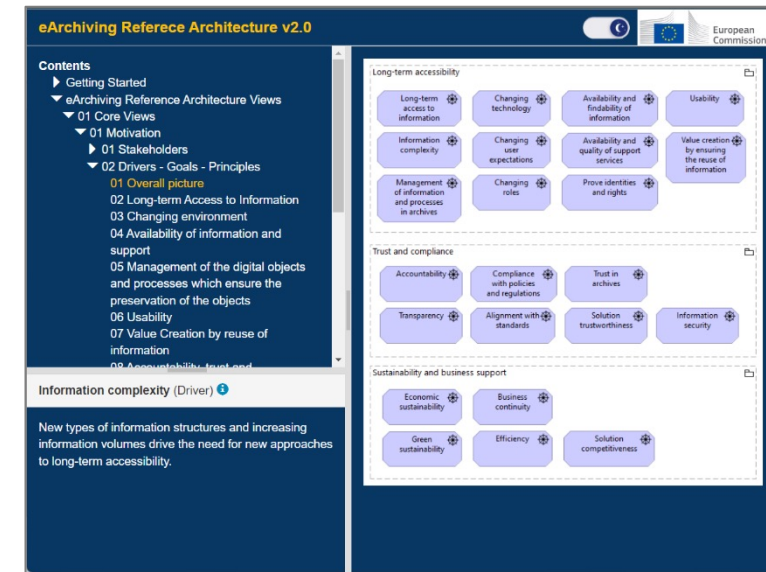 eArchiving Referece Architecture v2.0
European
Commission
Contents
Getting Started
eArchiving Reference Architecture Views
01 Core Views
01 Motivation
01 Stakeholders
02 Drivers - Goals - Principles
01 Overall picture
02 Long-term Access to Information
03 Changing environment
04 Availability of information and
support
05 Management of the digital objects
and processes which ensure the
preservation of the objects
06 Usability
07 Value Creation by reuse of
information
08 Accountability, trust and
Information complexity (Driver)
New types of information structures and increasing
information volumes drive the need for new approaches
to long-term accessibility.
Long-term accessibility
Long-term
access to
information
Changing
technology
Availability and
findability of
information
Usability
Information
complexity
Changing
user
expectations
Availability and
quality of support
services
Value creation
by ensuring
the reuse of
information
Management
of information
and processes
in archives
Changing
roles
Prove identities
and rights
Trust and compliance
Accountability
Compliance
with policies
and regulations
Trust in
archives
Transparency
Alignment with
standards
Solution
trustworthiness
Information
security
Sustainability and business support
Economic
sustainability
Business
continuity
Green
sustainability
Efficiency
Solution
competitiveness